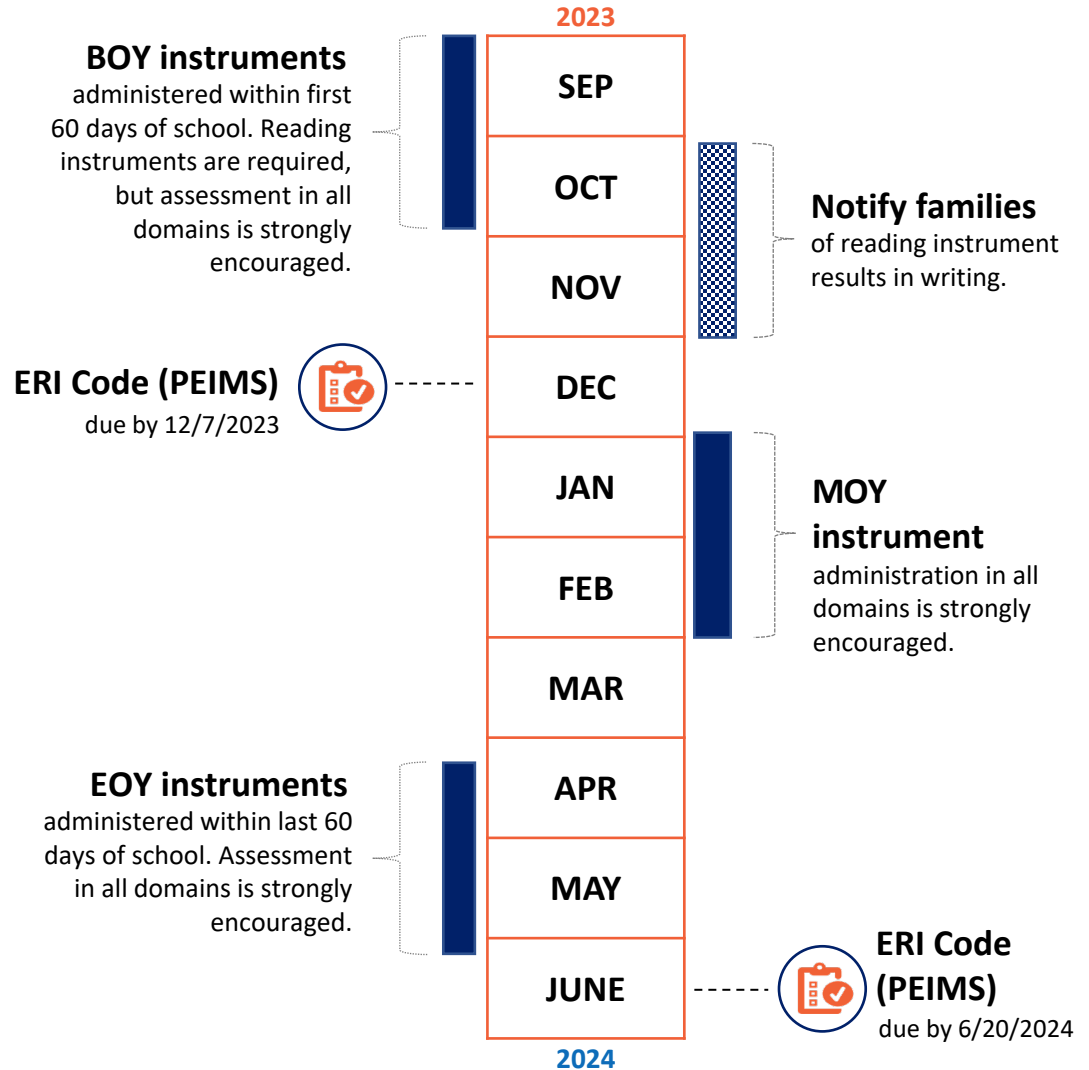 2023
BOY instruments
administered within first
60 days of school. Reading
instruments are required,
but assessment in all
domains is strongly
encouraged.
SEP
OCT
Notify families
of reading instrument
results in writing.
NOV
ERI Code (PEIMS)
due by 12/7/2023
DEC
JAN
MOY
instrument
administration in all
domains is strongly
encouraged.
FEB
MAR
EOY instruments
administered within last 60
days of school. Assessment
in all domains is strongly
encouraged.
APR
MAY
JUNE
ERI Code
(PEIMS)
due by 6/20/2024
2024